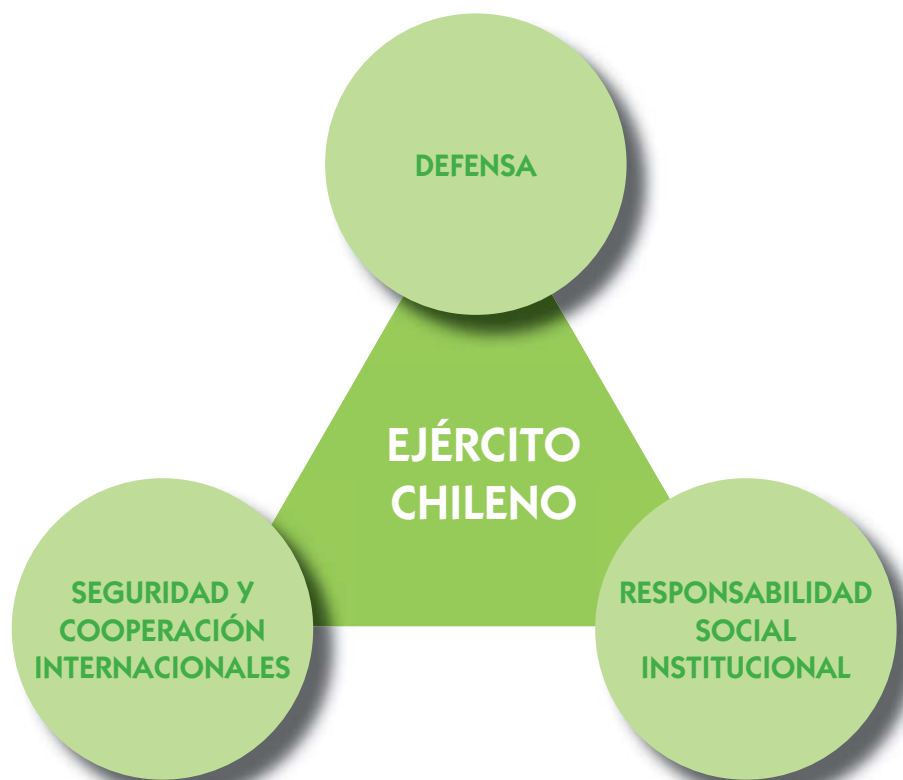 DEFENSA
EJÉRCITO
CHILENO
SEGURIDAD Y
COOPERACIÓN
INTERNACIONALES
RESPONSABILIDAD
SOCIAL
INSTITUCIONAL